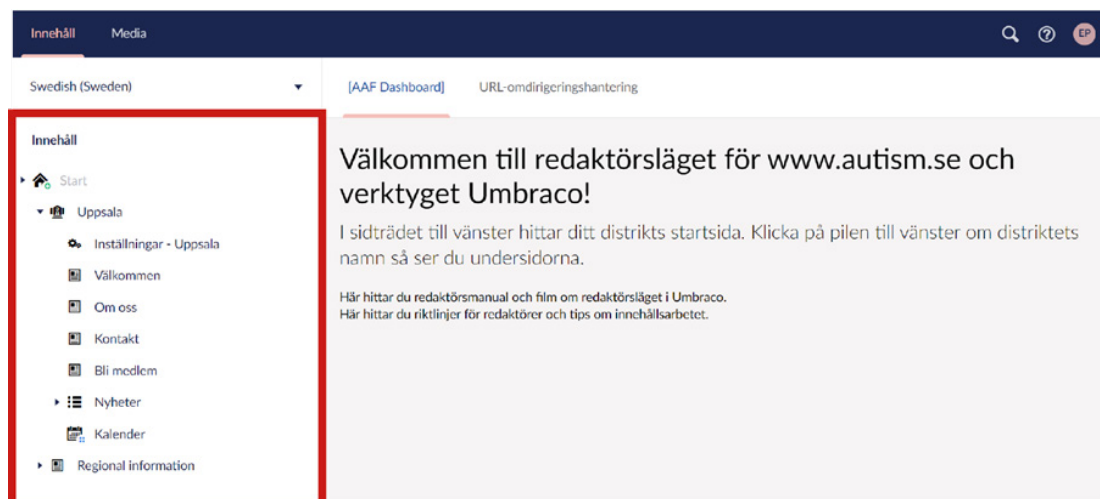 Innehåll Media EP
Swedish (Sweden) [AAF Dashboard] URL-omdirigeringshantering
Innehåll
Start
Uppsala
Inställningar - Uppsala
Välkommen
Om oss
Kontakt
Bli medlem
Nyheter
Kalender
Regional information
Välkommen till redaktörsläget för www.autism.se och
verktyget Umbraco!
I sidträdet till vänster hittar ditt distrikts startsida. Klicka på pilen till vänster om distriktets
namn så ser du undersidorna.
Här hittar du redaktörsmanual och film om redaktörsläget i Umbraco.
Här hittar du riktlinjer för redaktörer och tips om innehållsarbetet.